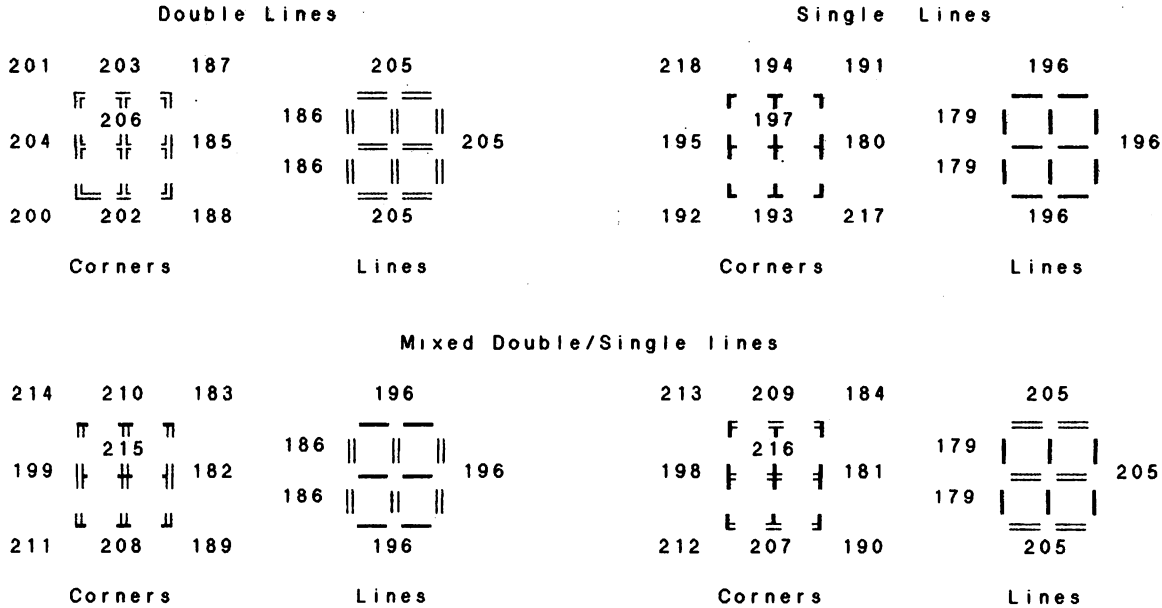 Double Lines Single Lines
201 203 187 205 218 194 191 196
206 186 197 179
204 185 205 195 180 196
186 179
200 202 188 205 192 193 217 196
Corners Lines Corners Lines
Mixed Double/Single lines
214 210 183 196 213 209 184 205
215 186 216 179
199 182 196 198 181 205
186 179
211 208 189 196 212 207 190 205
Corners Lines Corners Lines